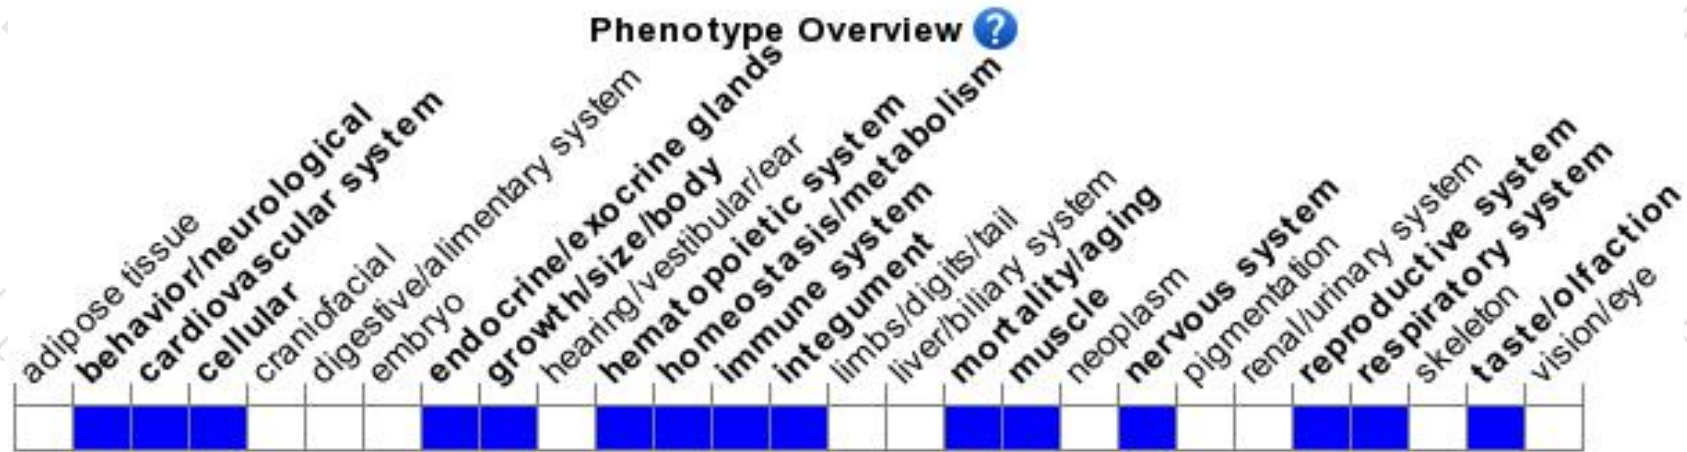 Phenotype Overview ?
adipose tissue
behavior/neurological
cardiovascular system
cellular
craniofacial
digestive/alimentary system
embryo
endocrine/exocrine glands
growth/size/body
hearing/vestibular/ear
hematopoietic system
homeostasis/metabolism
immune system
integument
limbs/digits/tail
liver/biliary system
mortality/aging
muscle
neoplasm
nervous system
pigmentation
renal/urinary system
reproductive system
respiratory system
skeleton
taste/olfaction
vision/eye